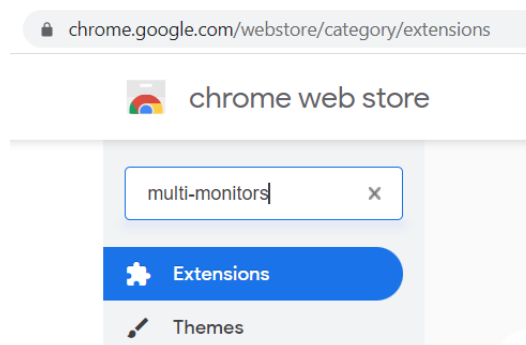 chrome.google.com/webstore/category/extensions
chrome web store
multi-monitors
Extensions
Themes